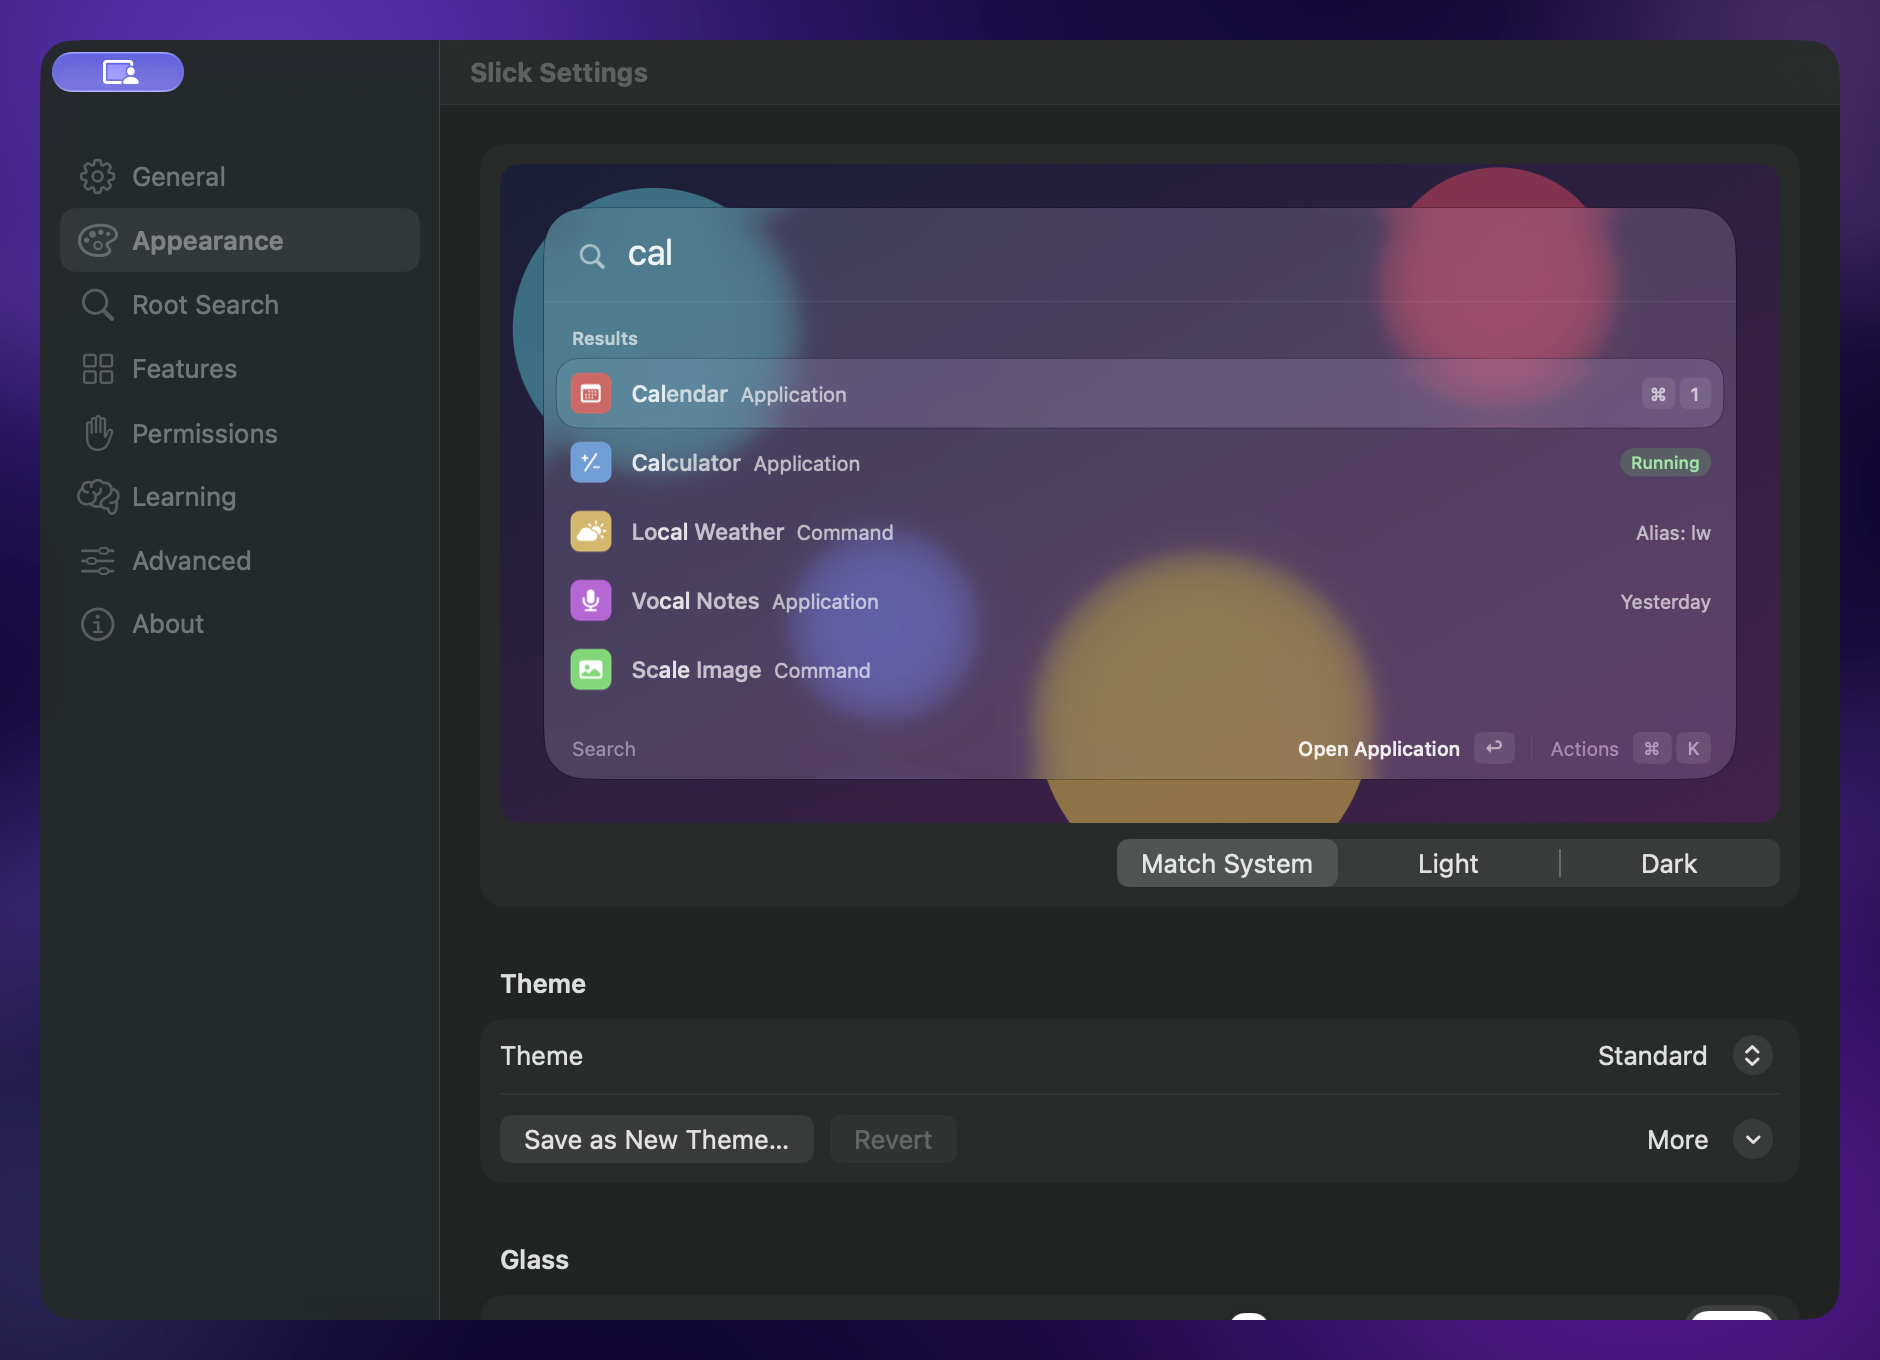 Slick Settings
General
Appearance
Root Search
Features
Permissions
Learning
Advanced
About
cal
Results
Calendar Application ⌘ 1
Calculator Application Running
Local Weather Command Alias: lw
Vocal Notes Application Yesterday
Scale Image Command
Search Open Application ↩ Actions ⌘ K
Match System Light Dark
Theme
Theme Standard
Save as New Theme... Revert More
Glass